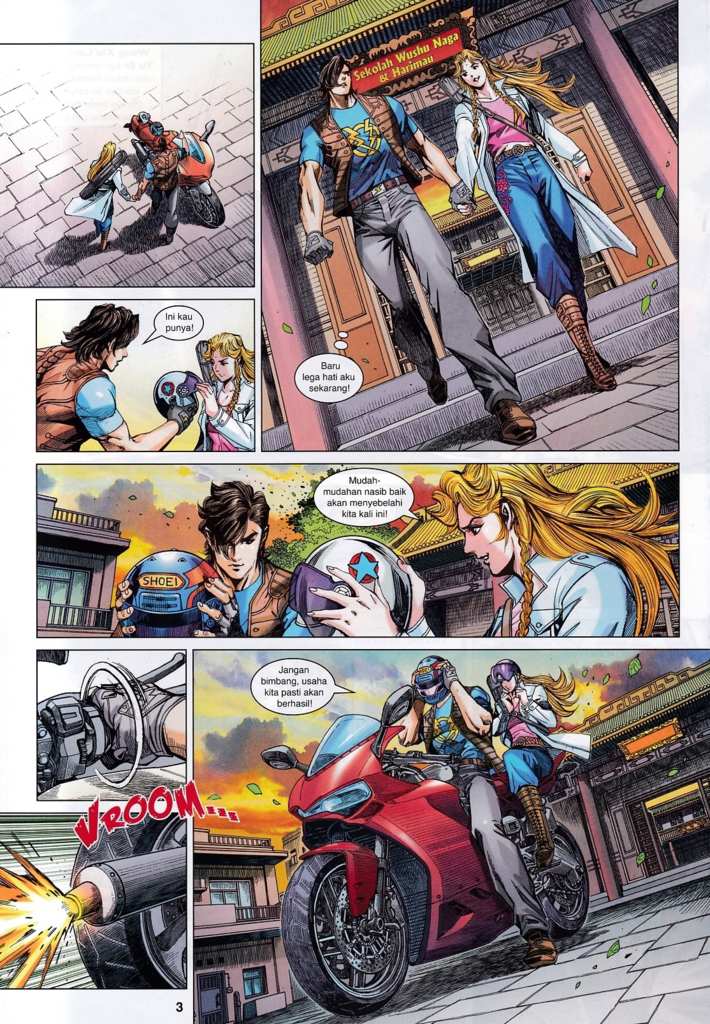 Sekolah Wushu Naga
& Harimau
Baru
lega hati aku
sekarang!
Ini kau
punya!
Mudah-
mudahan nasib baik
akan menyebelahi
kita kali ini!
SHOEI
Jangan
bimbang, usaha
kita pasti akan
berhasil!
VROOM...
3